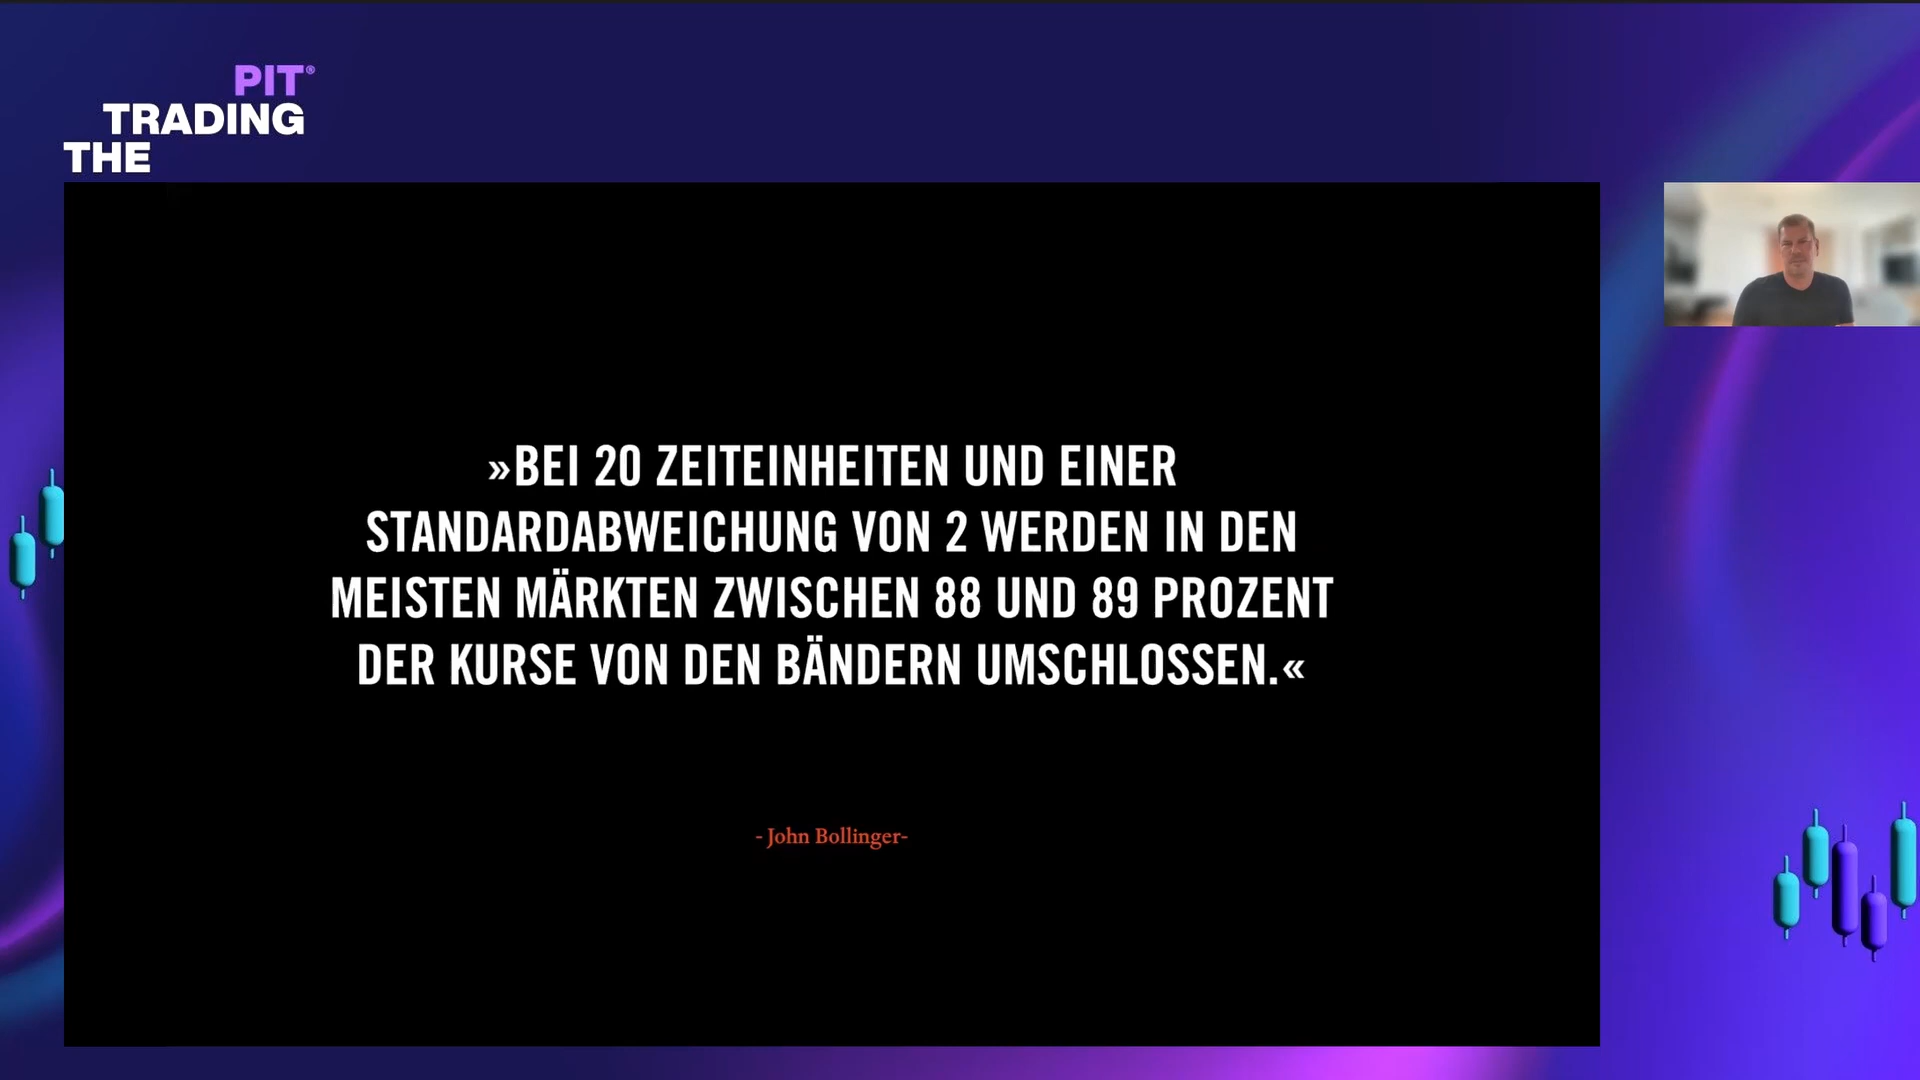 PIT®
TRADING
THE
»BEI 20 ZEITEINHEITEN UND EINER
STANDARDABWEICHUNG VON 2 WERDEN IN DEN
MEISTEN MÄRKTEN ZWISCHEN 88 UND 89 PROZENT
DER KURSE VON DEN BÄNDERN UMSCHLOSSEN.«
- John Bollinger-